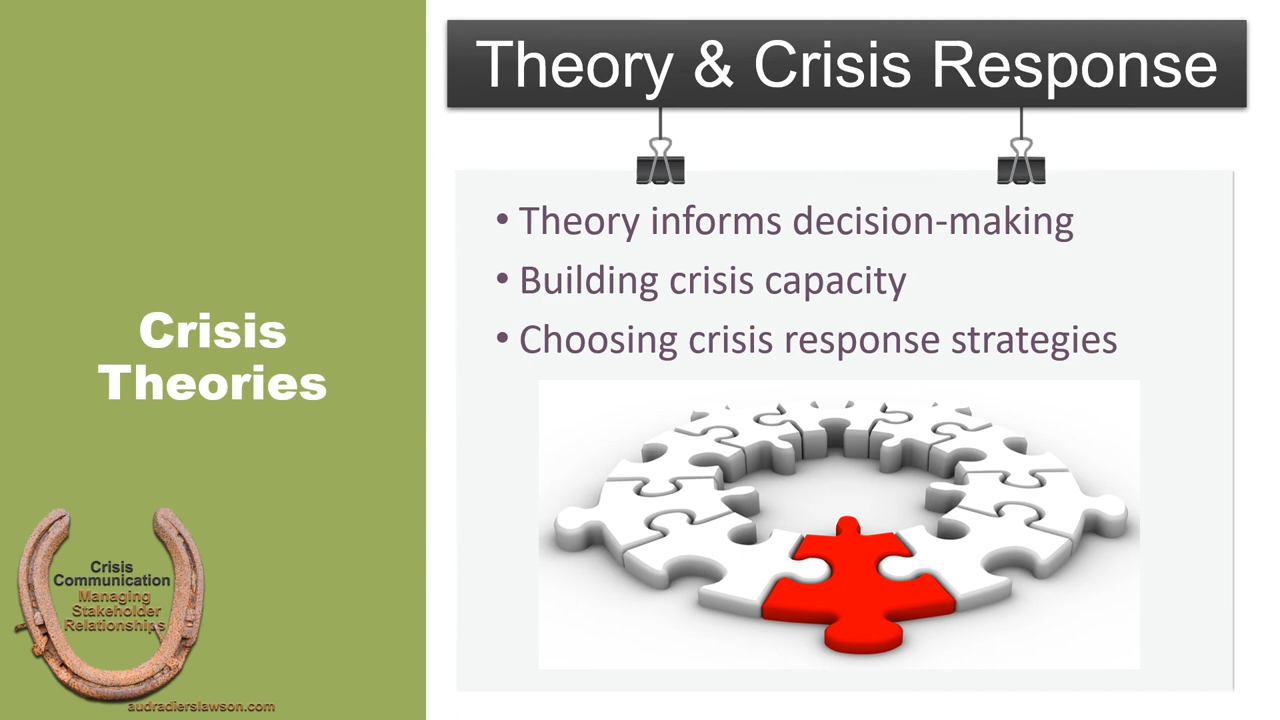 Theory & Crisis Response
• Theory informs decision-making
• Building crisis capacity
• Choosing crisis response strategies
Crisis
Theories
Crisis
Communication
Managing
Stakeholder
Relationships
audradierslawson.com